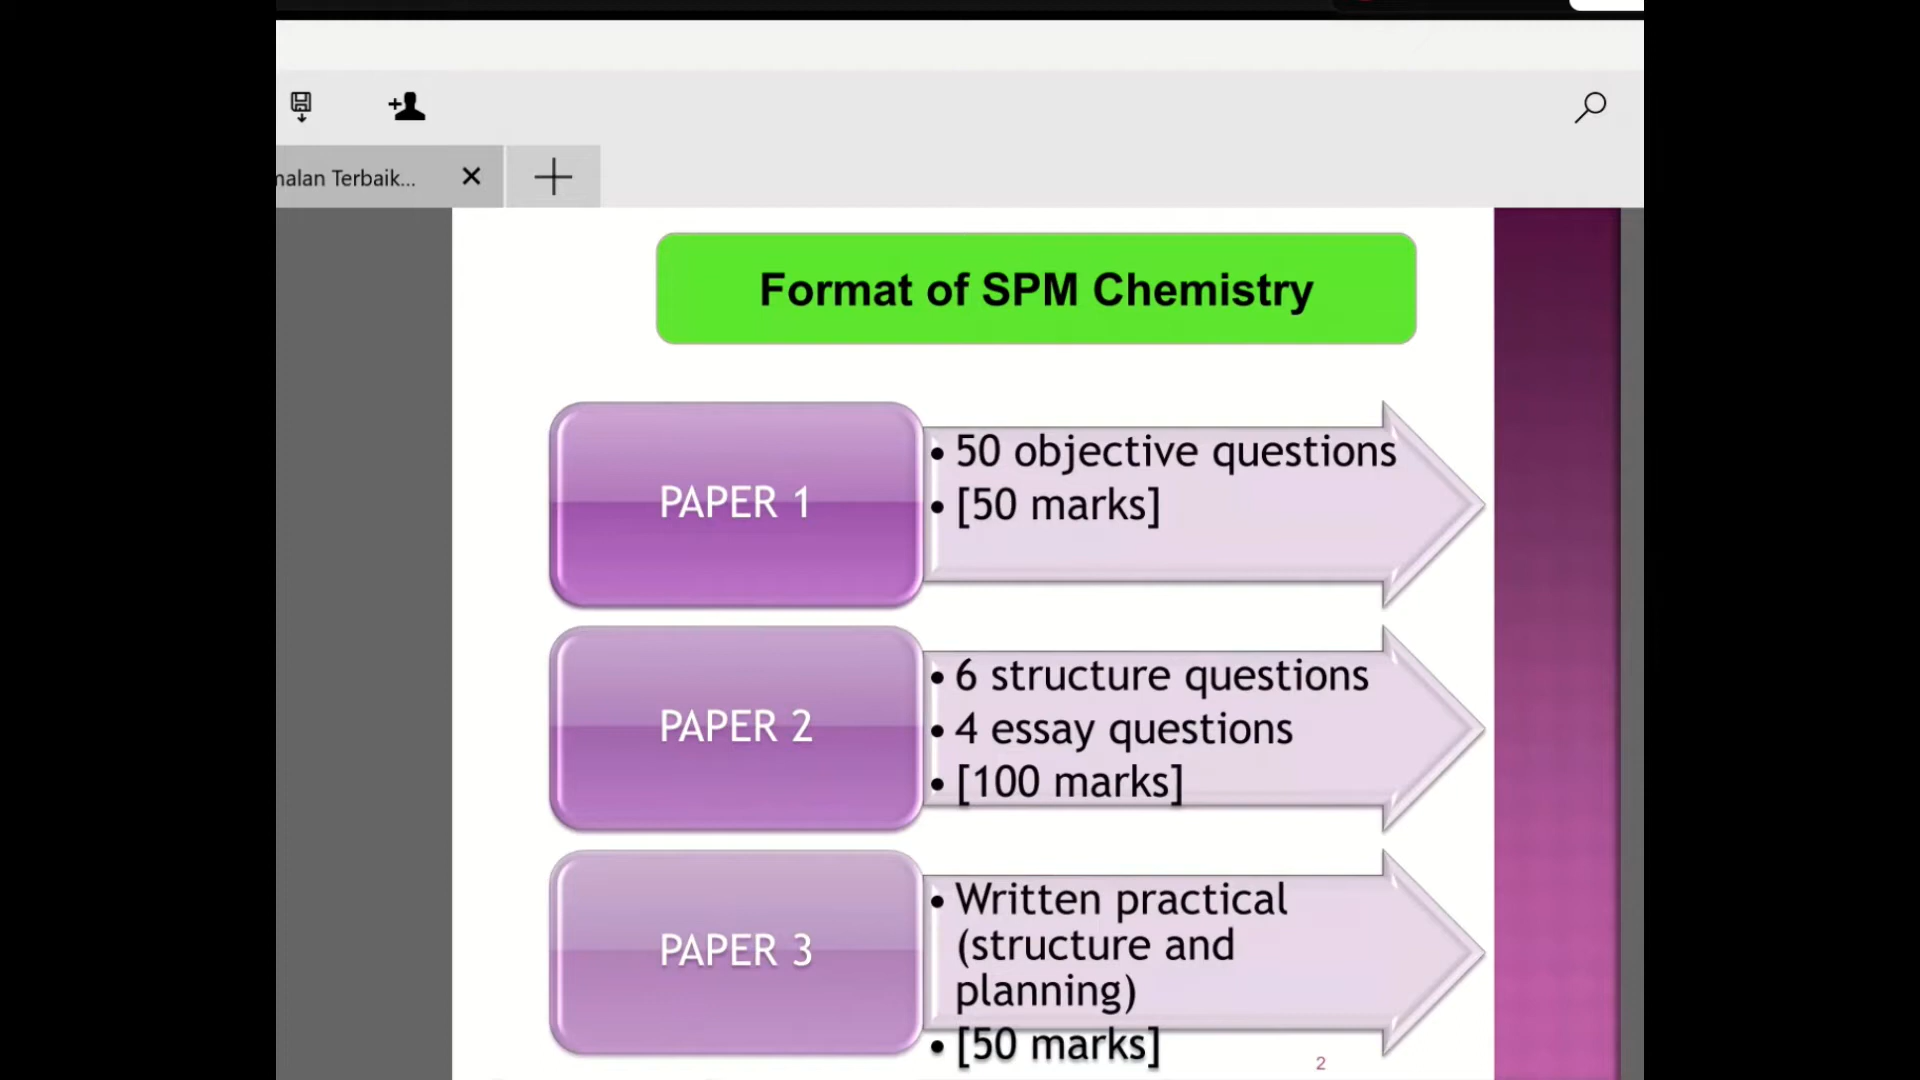 Terbaik...
Format of SPM Chemistry
PAPER 1
• 50 objective questions
• [50 marks]
PAPER 2
• 6 structure questions
• 4 essay questions
• [100 marks]
PAPER 3
• Written practical
(structure and
planning)
• [50 marks]
2